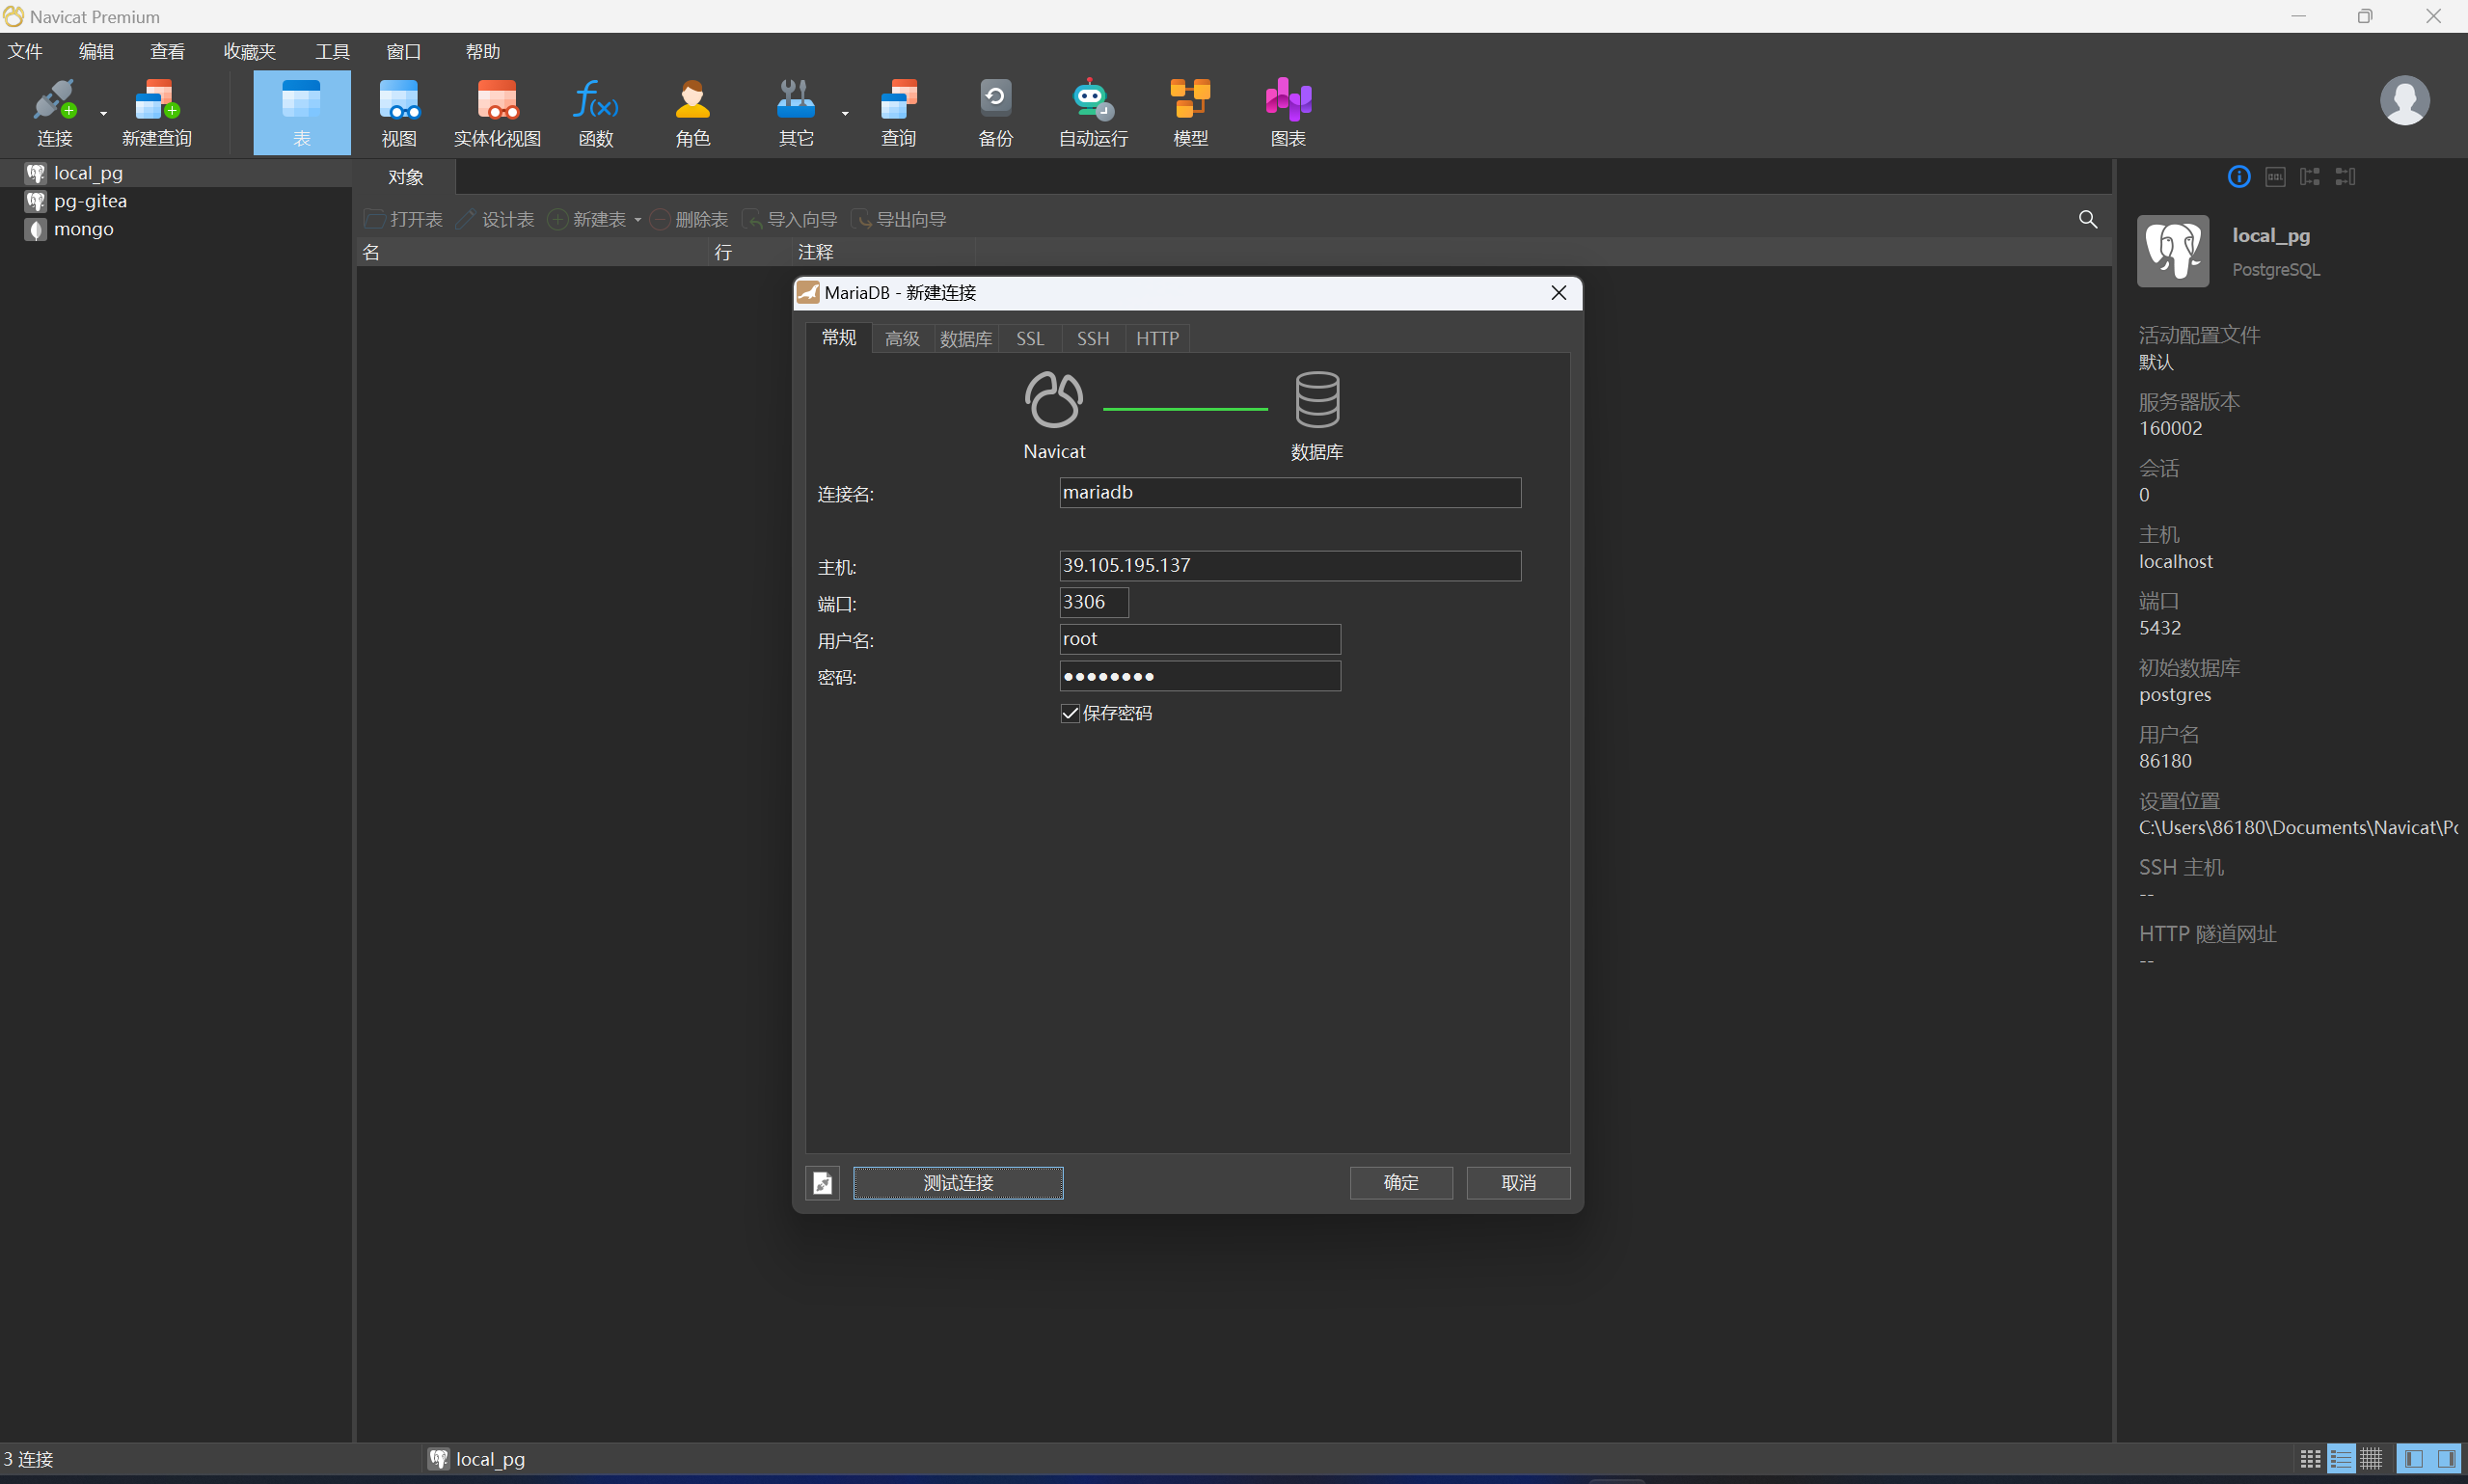 Navicat Premium
文件 编辑 查看 收藏夹 工具 窗口 帮助
连接 新建查询 表 视图 实体化视图 函数 角色 其它 查询 备份 自动运行 模型 图表
local_pg
pg-gitea
mongo
对象
打开表 设计表 新建表 删除表 导入向导 导出向导
名 行 注释
MariaDB - 新建连接
常规 高级 数据库 SSL SSH HTTP
Navicat 数据库
连接名: mariadb
主机: 39.105.195.137
端口: 3306
用户名: root
密码: ●●●●●●●●
保存密码
测试连接 确定 取消
local_pg
PostgreSQL
活动配置文件
默认
服务器版本
160002
会话
0
主机
localhost
端口
5432
初始数据库
postgres
用户名
86180
设置位置
C:\Users\86180\Documents\Navicat\Po
SSH 主机
--
HTTP 隧道网址
--
3 连接 local_pg